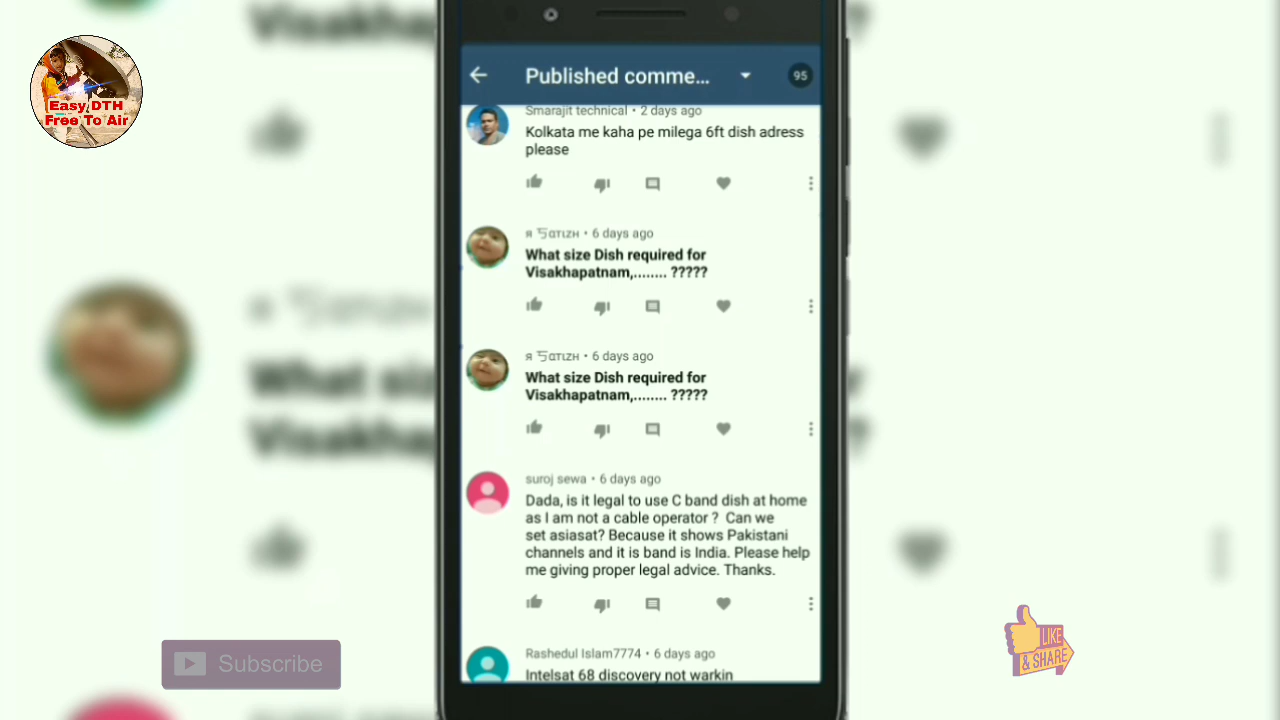 Easy DTH
Free To Air
Published comme...
95
Smarajit technical • 2 days ago
Kolkata me kaha pe milega 6ft dish adress
please
я 5αтιzн • 6 days ago
What size Dish required for
Visakhapatnam,........ ?????
я 5αтιzн • 6 days ago
What size Dish required for
Visakhapatnam,........ ?????
suroj sewa • 6 days ago
Dada, is it legal to use C band dish at home
as I am not a cable operator ? Can we
set asiasat? Because it shows Pakistani
channels and it is band is India. Please help
me giving proper legal advice. Thanks.
Rashedul Islam7774 • 6 days ago
Intelsat 68 discovery not warkin
Subscribe
LIKE
& SHARE